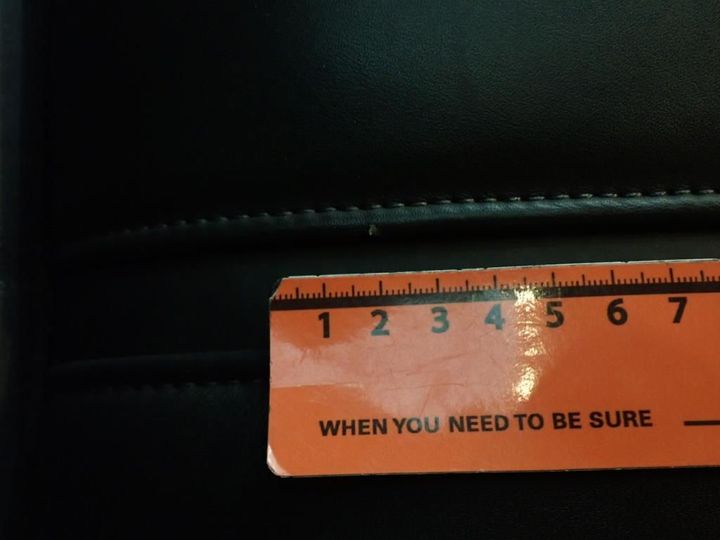 1 2 3 4 5 6 7
WHEN YOU NEED TO BE SURE